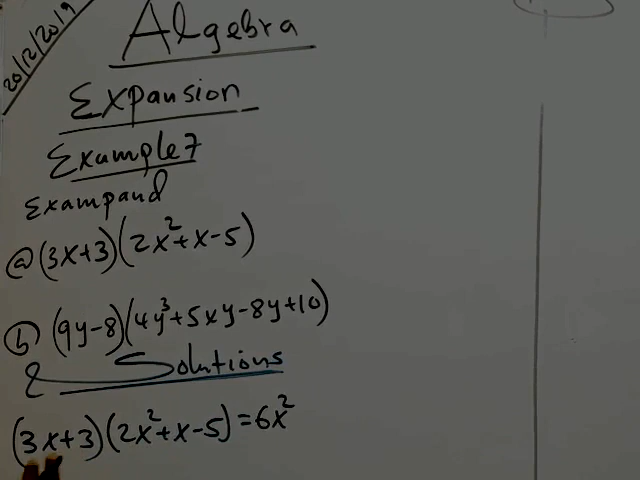 20/12/2019
Algebra
Expansion
Example 7
Exampand
ⓐ (3x+3)(2x²+x-5)
ⓑ (9y-8)(4y³+5xy-8y+10)
Solutions
(3x+3)(2x²+x-5)=6x²